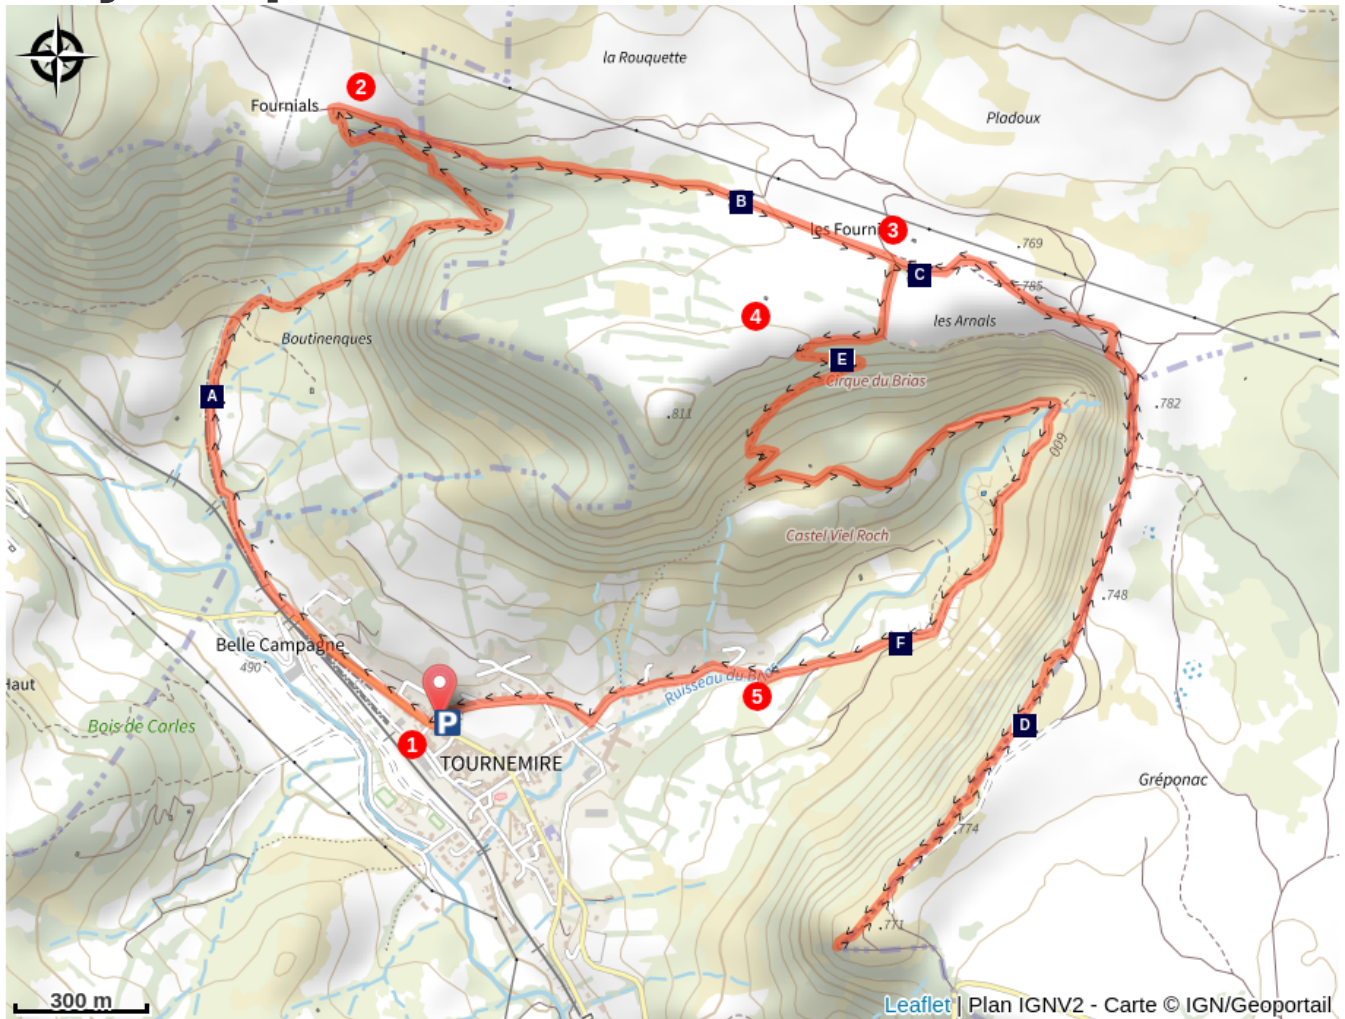 la Rouquette
2
Fournials
Pladoux
B
les Fourni
3
769
C
785
4
les Arnals
Boutinenques
E
Cirque du Brias
A
811
782
600
Castel Viel Roch
748
F
Belle Campagne
490
Haut
Ruisseau du Brias
5
Bois de Carles
P
D
1
TOURNEMIRE
Gréponac
774
771
300 m
Leaflet | Plan IGNV2 - Carte © IGN/Geoportail